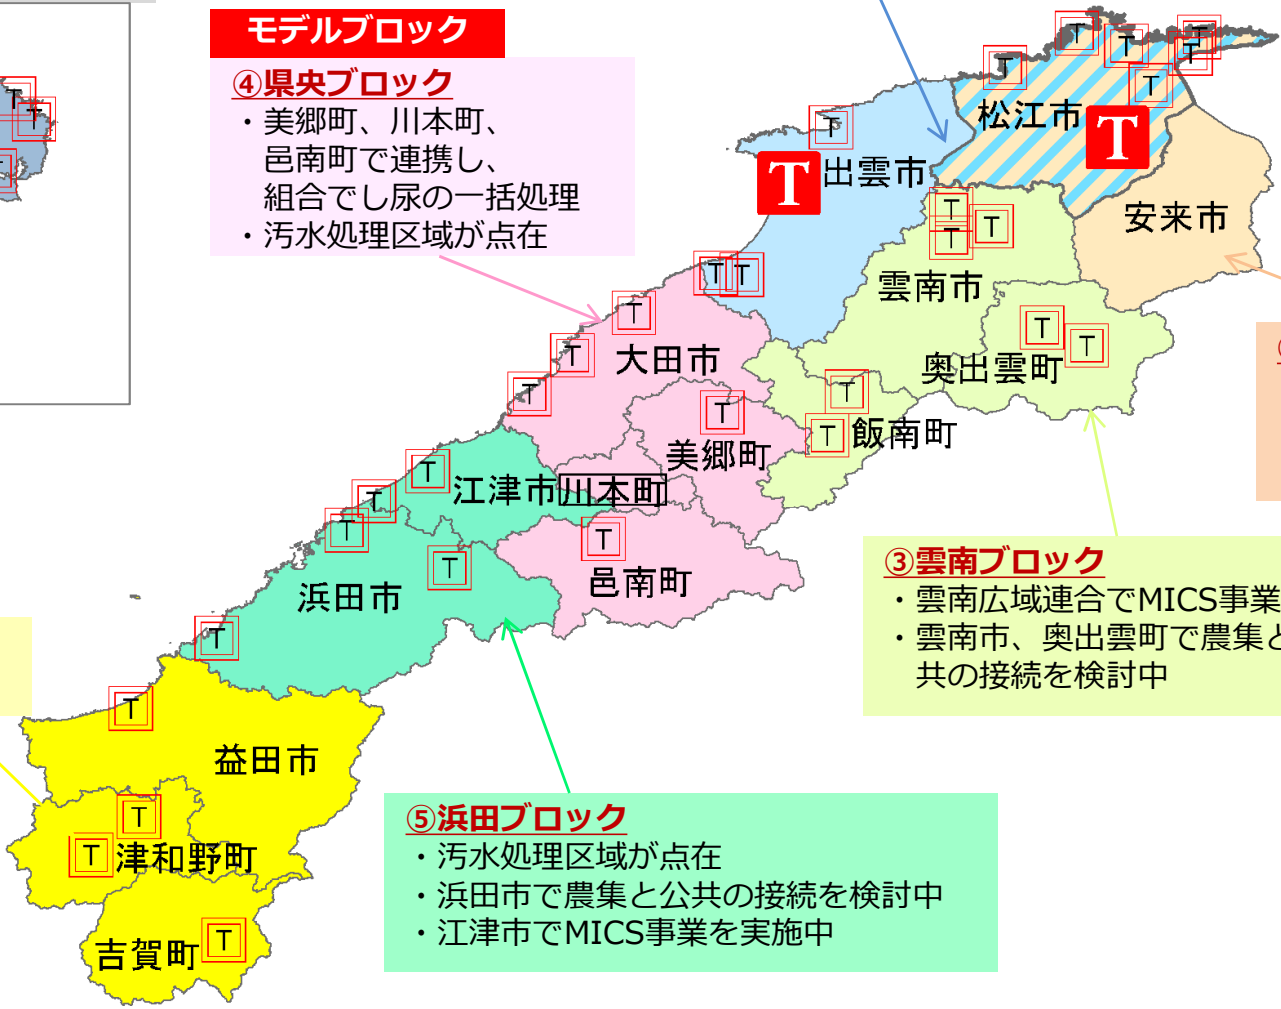 モデルブロック
④県央ブロック
・美郷町、川本町、
邑南町で連携し、
組合でし尿の一括処理
・汚水処理区域が点在
T
T
T
T
T
T
T
T
T
T
松江市
T
T
T
出雲市
安来市
T
T
T
雲南市
T
T
T
大田市
T
T
T
奥出雲町
T
T
T
T
美郷町
T
飯南町
T
江津市
川本町
T
T
T
邑南町
T
浜田市
T
③雲南ブロック
・雲南広域連合でMICS事業
・雲南市、奥出雲町で農集と
共の接続を検討中
T
益田市
T
T
津和野町
T
吉賀町
⑤浜田ブロック
・汚水処理区域が点在
・浜田市で農集と公共の接続を検討中
・江津市でMICS事業を実施中